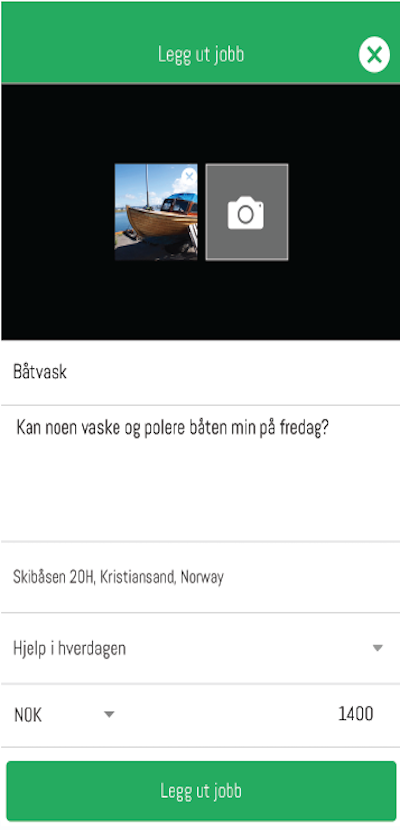 Legg ut jobb
Båtvask
Kan noen vaske og polere båten min på fredag?
Skibåsen 20H, Kristiansand, Norway
Hjelp i hverdagen
NOK 1400
Legg ut jobb